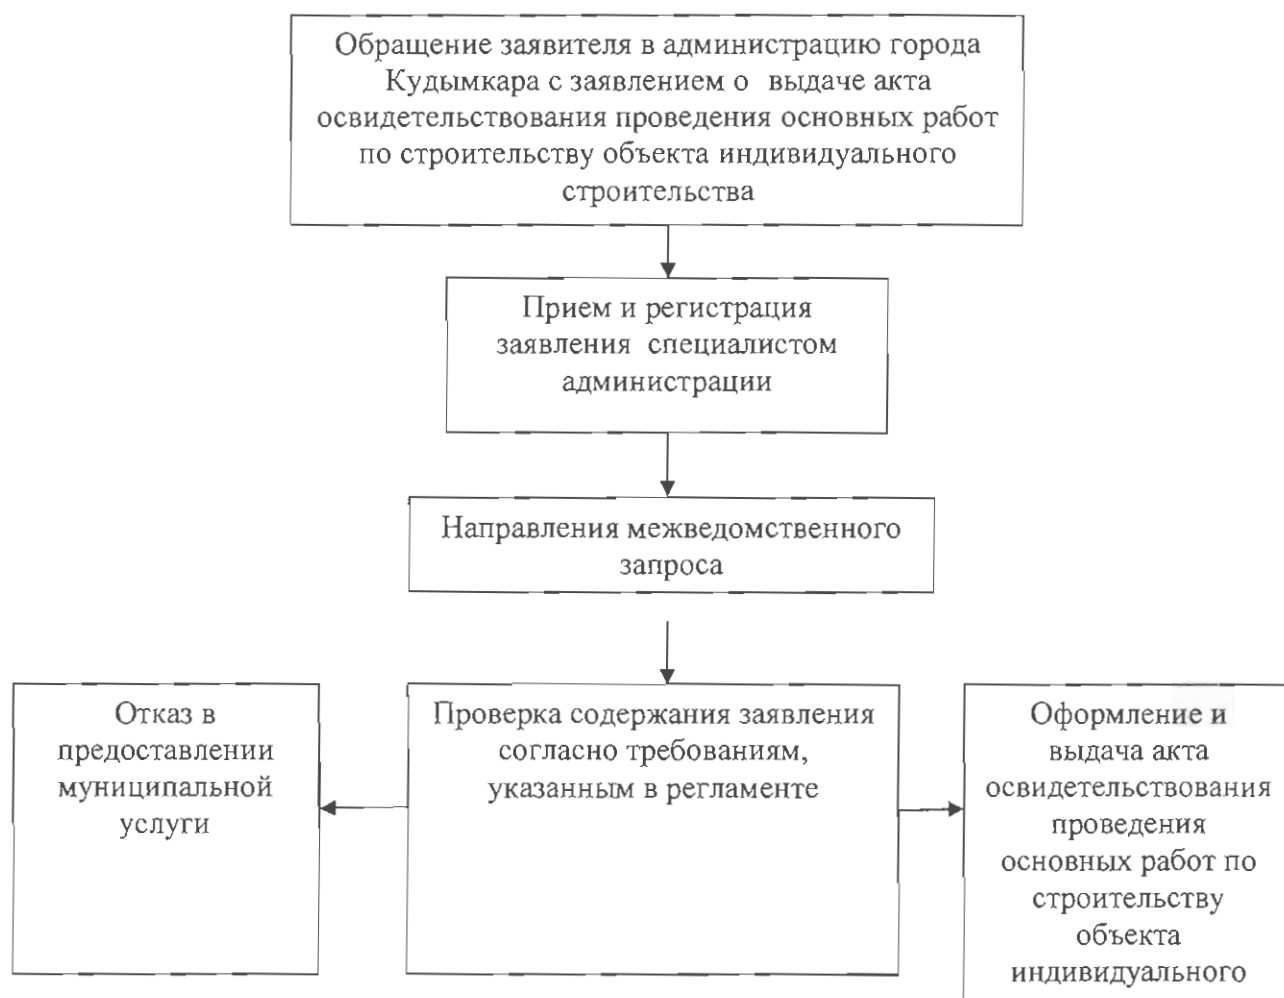 Обращение заявителя в администрацию города
Кудымкара с заявлением о выдаче акта
освидетельствования проведения основных работ
по строительству объекта индивидуального
строительства
Прием и регистрация
заявления специалистом
администрации
Направления межведомственного
запроса
Отказ в
предоставлении
муниципальной
услуги
Проверка содержания заявления
согласно требованиям,
указанным в регламенте
Оформление и
выдача акта
освидетельствования
проведения
основных работ по
строительству
объекта
индивидуального